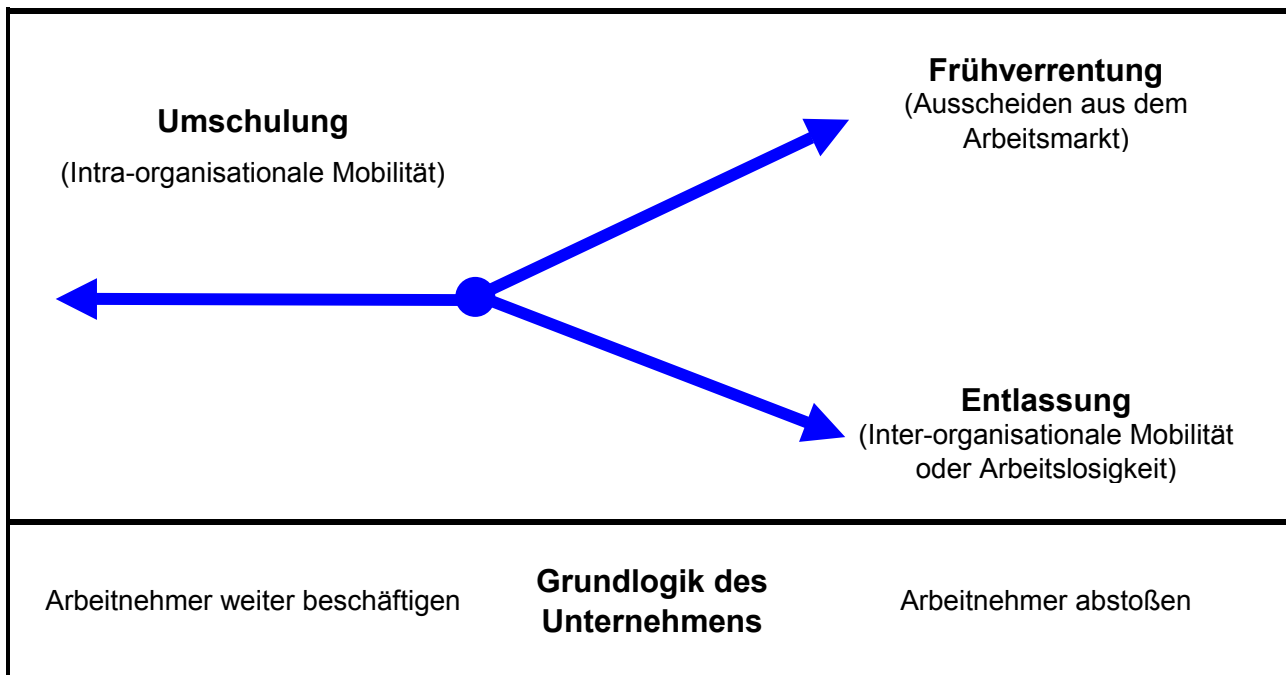 Umschulung
(Intra-organisationale Mobilität)
Frühverrentung
(Ausscheiden aus dem
Arbeitsmarkt)
Entlassung
(Inter-organisationale Mobilität
oder Arbeitslosigkeit)
Arbeitnehmer weiter beschäftigen
Grundlogik des
Unternehmens
Arbeitnehmer abstoßen